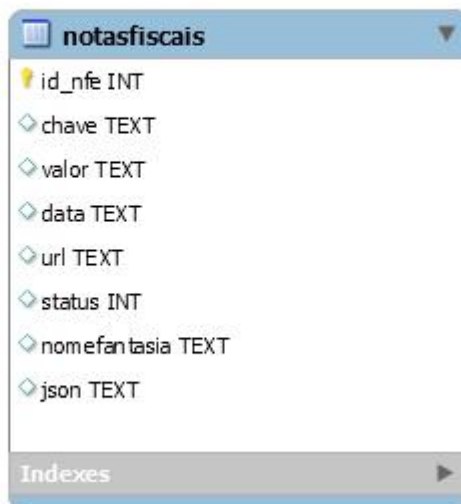 notasfiscais
id_nfe INT
chave TEXT
valor TEXT
data TEXT
url TEXT
status INT
nomefantasia TEXT
json TEXT
Indexes